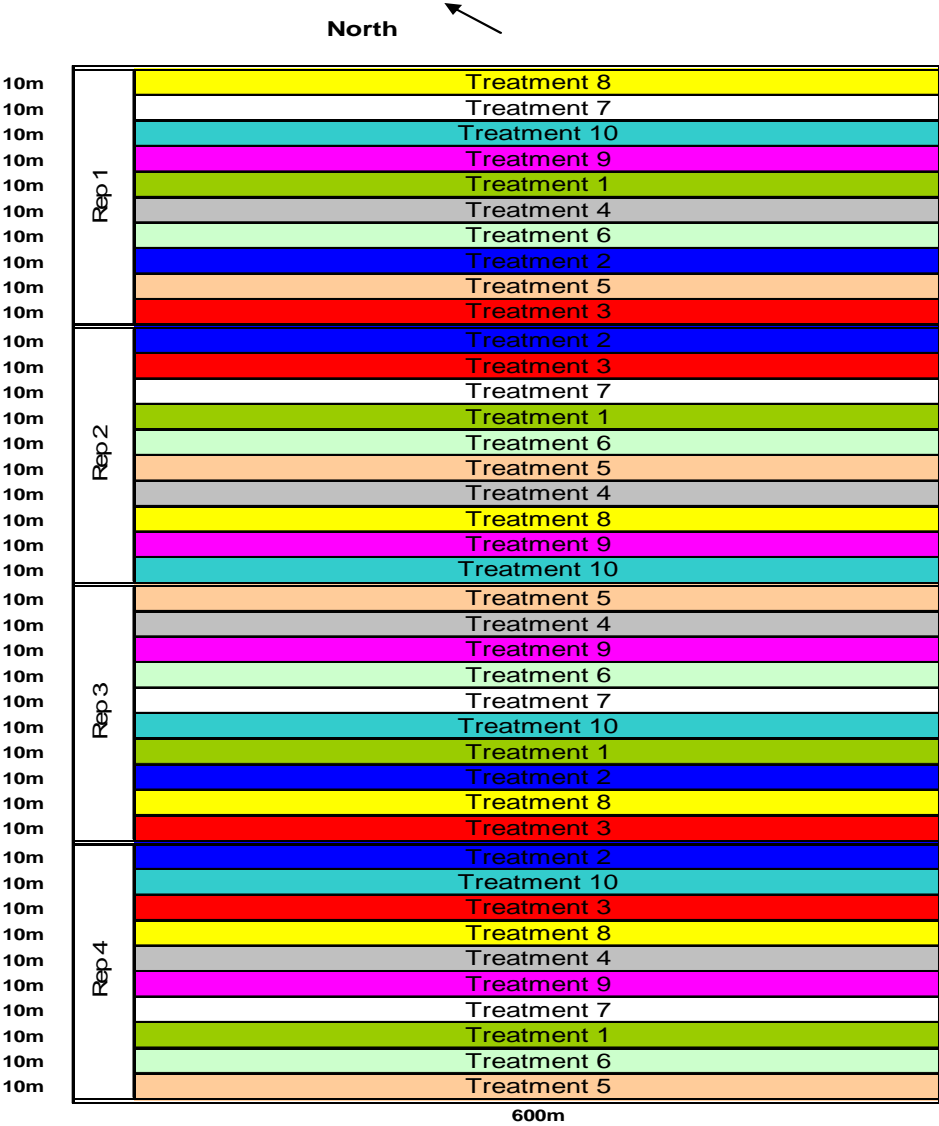 North
10m Treatment 8
10m Treatment 7
10m Treatment 10
10m Treatment 9
Rep 1
10m Treatment 1
10m Treatment 4
10m Treatment 6
10m Treatment 2
10m Treatment 5
10m Treatment 3
10m Treatment 2
10m Treatment 3
10m Treatment 7
10m Treatment 1
Rep 2
10m Treatment 6
10m Treatment 5
10m Treatment 4
10m Treatment 8
10m Treatment 9
10m Treatment 10
10m Treatment 5
10m Treatment 4
10m Treatment 9
10m Treatment 6
Rep 3
10m Treatment 7
10m Treatment 10
10m Treatment 1
10m Treatment 2
10m Treatment 8
10m Treatment 3
10m Treatment 2
10m Treatment 10
10m Treatment 3
10m Treatment 8
Rep 4
10m Treatment 4
10m Treatment 9
10m Treatment 7
10m Treatment 1
10m Treatment 6
10m Treatment 5
600m